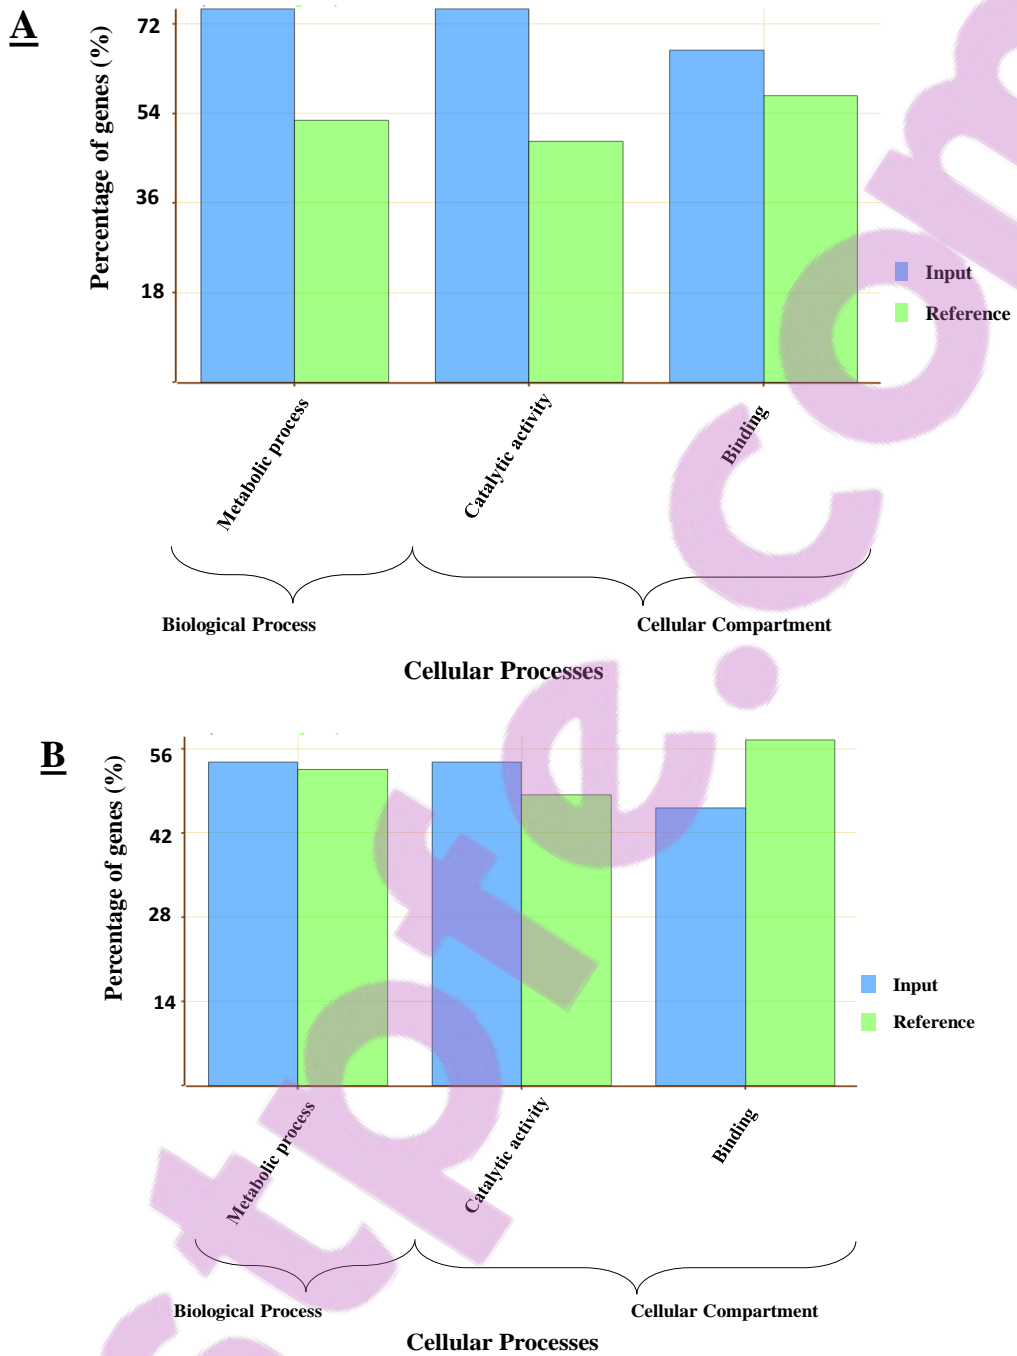 A
Percentage of genes (%)
72
54
36
18
Input
Reference
Metabolic process
Catalytic activity
Binding
Biological Process
Cellular Compartment
Cellular Processes
B
Percentage of genes (%)
56
42
28
14
Input
Reference
Metabolic process
Catalytic activity
Binding
Biological Process
Cellular Compartment
Cellular Processes